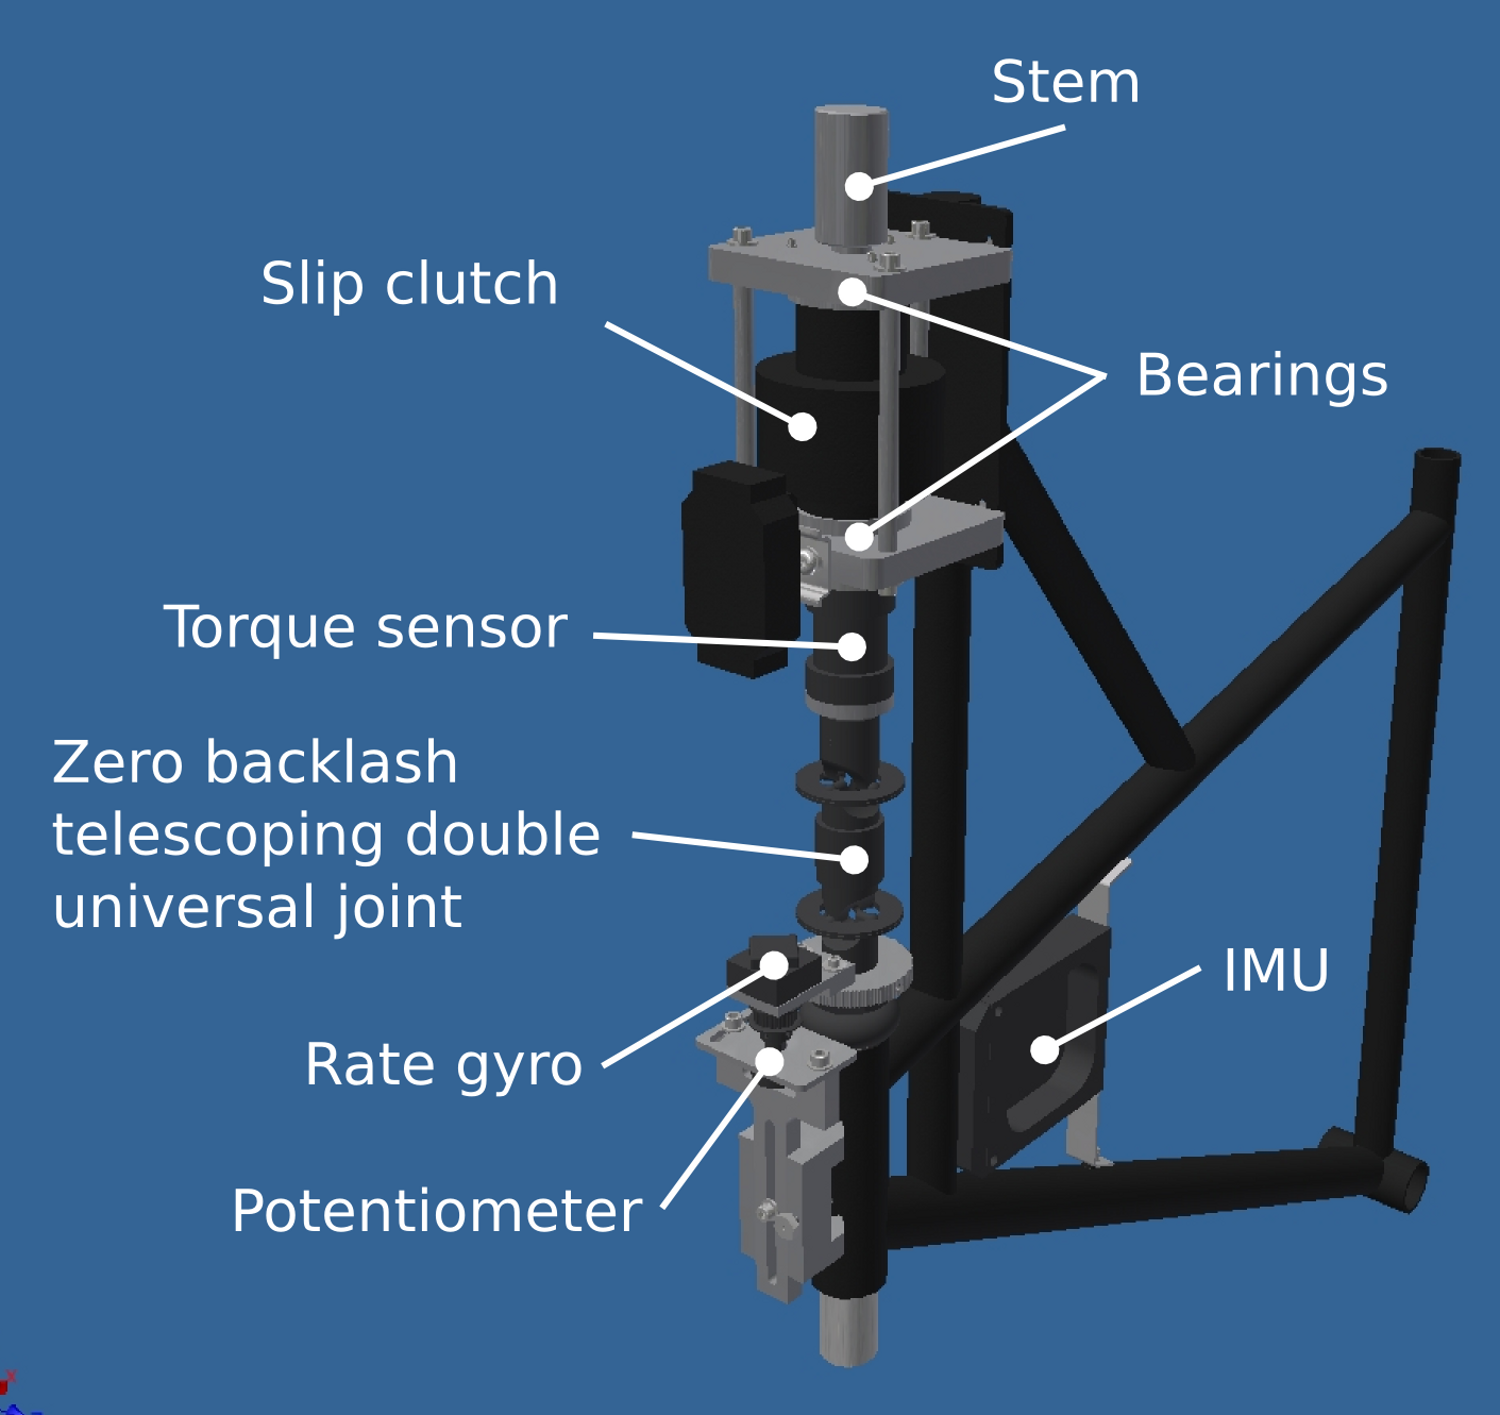 Stem
Slip clutch
Bearings
Torque sensor
Zero backlash
telescoping double
universal joint
IMU
Rate gyro
Potentiometer